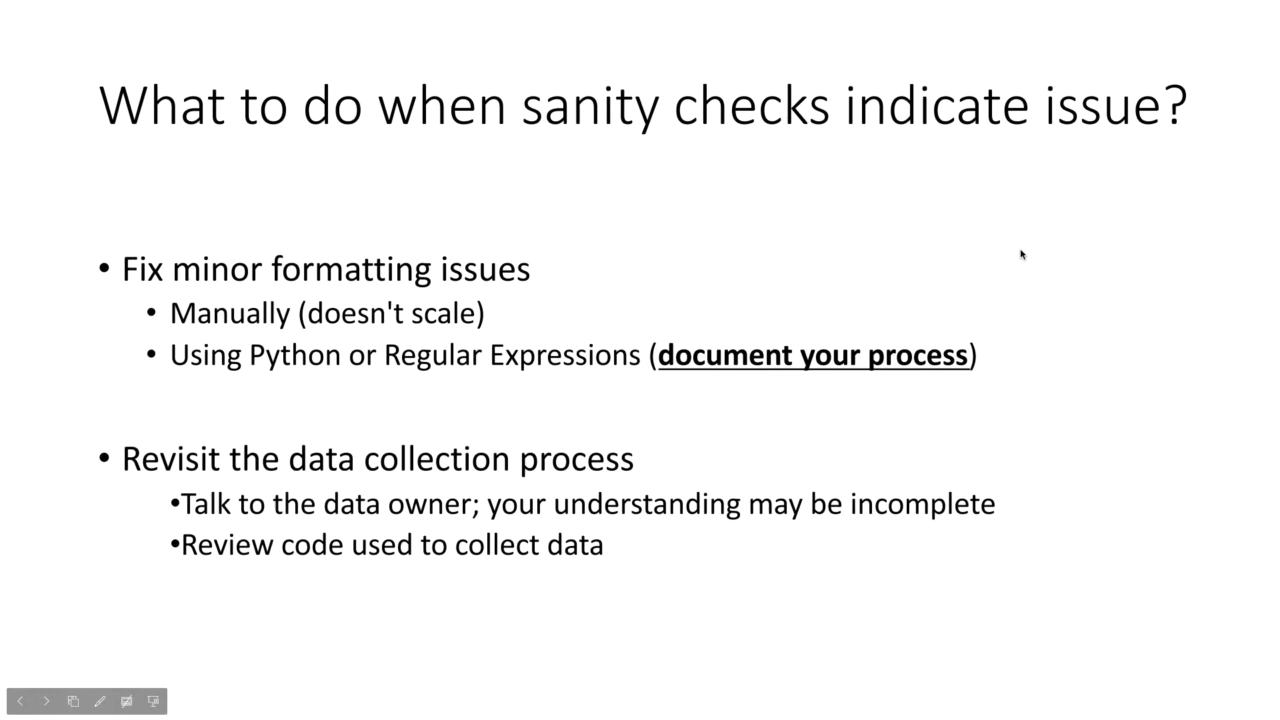 What to do when sanity checks indicate issue?
• Fix minor formatting issues
• Manually (doesn't scale)
• Using Python or Regular Expressions (document your process)
• Revisit the data collection process
•Talk to the data owner; your understanding may be incomplete
•Review code used to collect data